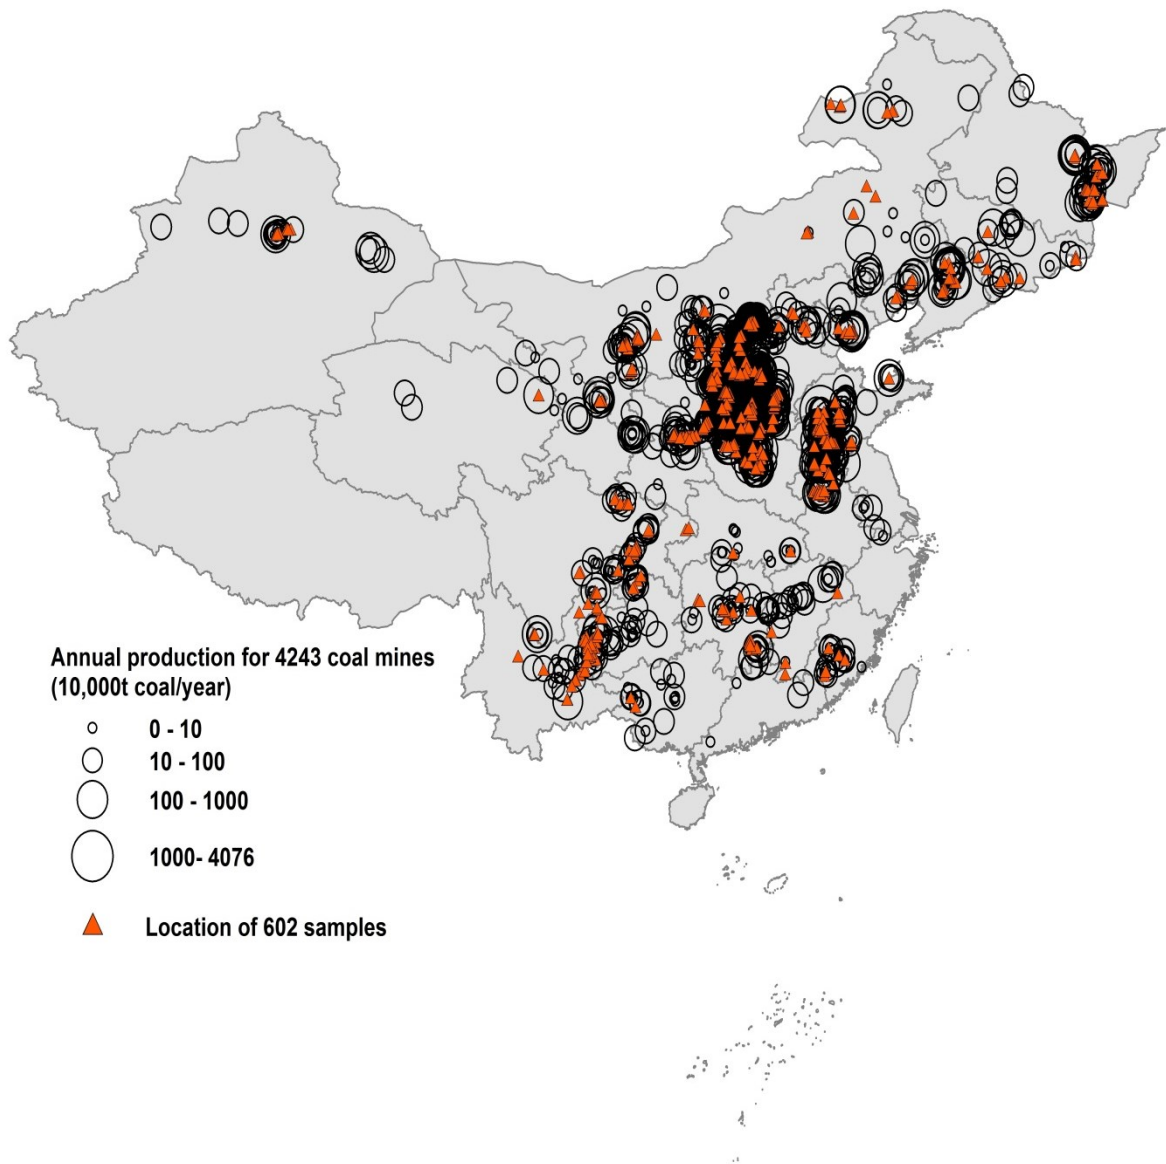 Annual production for 4243 coal mines
(10,000t coal/year)
0 - 10
10 - 100
100 - 1000
1000- 4076
Location of 602 samples